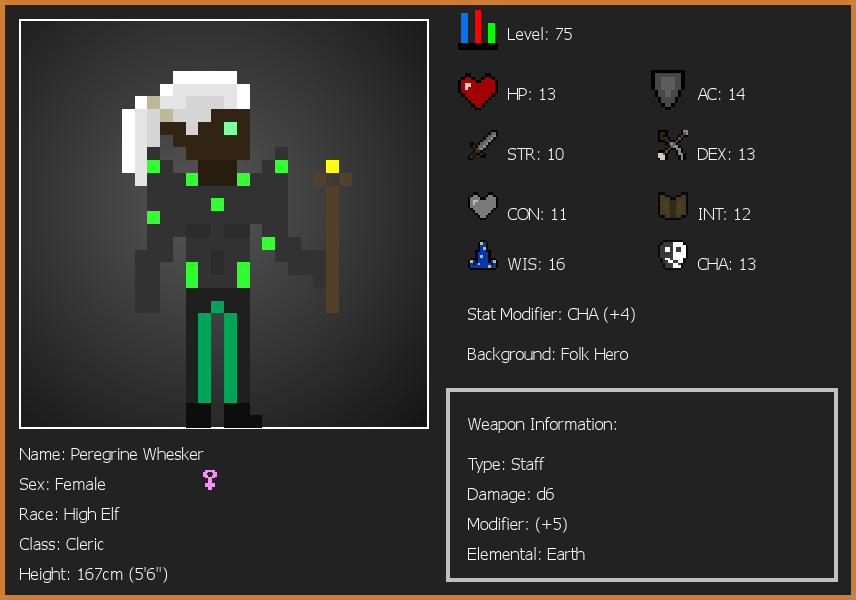 Level: 75
HP: 13
AC: 14
STR: 10
DEX: 13
CON: 11
INT: 12
WIS: 16
CHA: 13
Stat Modifier: CHA (+4)
Background: Folk Hero
Weapon Information:
Type: Staff
Damage: d6
Modifier: (+5)
Elemental: Earth
Name: Peregrine Whesker
Sex: Female
Race: High Elf
Class: Cleric
Height: 167cm (5'6")